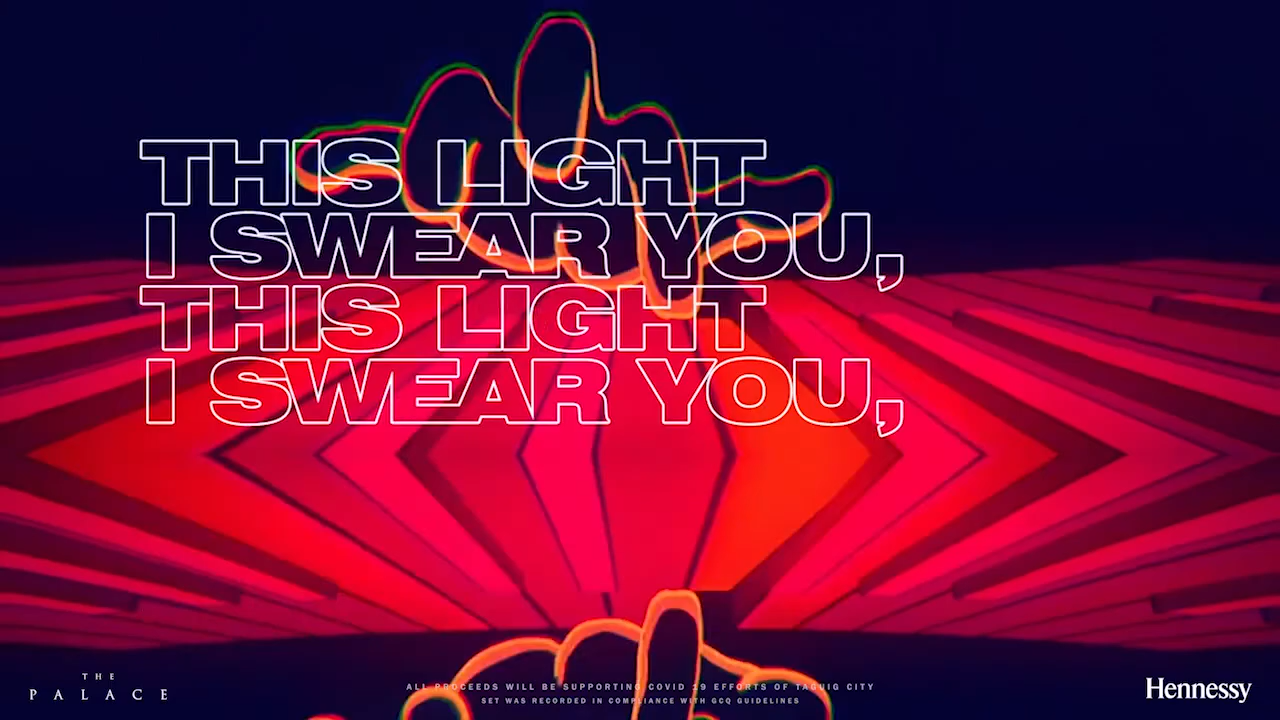 THIS LIGHT
I SWEAR YOU,
THIS LIGHT
I SWEAR YOU,
THE
PALACE
ALL PROCEEDS WILL BE SUPPORTING COVID 19 EFFORTS OF TAGUIG CITY
SET WAS RECORDED IN COMPLIANCE WITH GCQ GUIDELINES
Hennessy